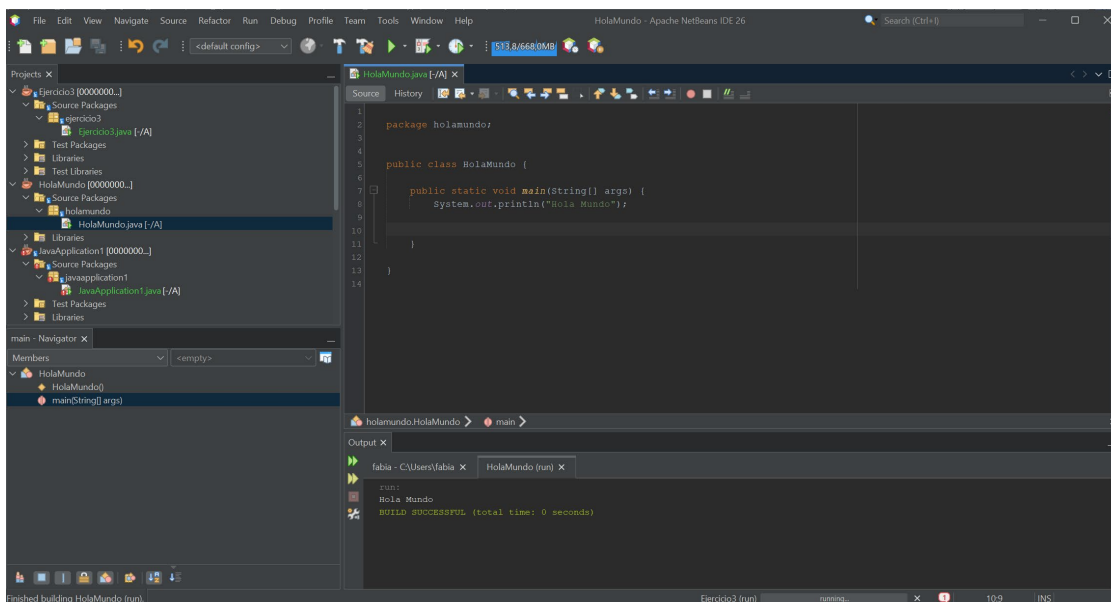 File Edit View Navigate Source Refactor Run Debug Profile Team Tools Window Help
HolaMundo - Apache NetBeans IDE 26
Search (Ctrl+I)
<default config>
513,8/668,0MB
Projects
Ejercicio3 [0000000...]
Source Packages
ejercicio3
Ejercicio3.java [-/A]
Test Packages
Libraries
Test Libraries
HolaMundo [0000000...]
Source Packages
holamundo
HolaMundo.java [-/A]
Libraries
JavaApplication1 [0000000...]
Source Packages
javaapplication1
JavaApplication1.java [-/A]
Test Packages
Libraries
main - Navigator
Members
<empty>
HolaMundo
HolaMundo()
main(String[] args)
HolaMundo.java [-/A]
Source History
1
2 package holamundo;
3
4
5 public class HolaMundo {
6
7 public static void main(String[] args) {
8 System.out.println("Hola Mundo");
9
10
11 }
12
13 }
14
holamundo.HolaMundo main
Output
fabia - C:\Users\fabia HolaMundo (run)
run:
Hola Mundo
BUILD SUCCESSFUL (total time: 0 seconds)
Finished building HolaMundo (run).
Ejercicio3 (run) running... 1 10:9 INS